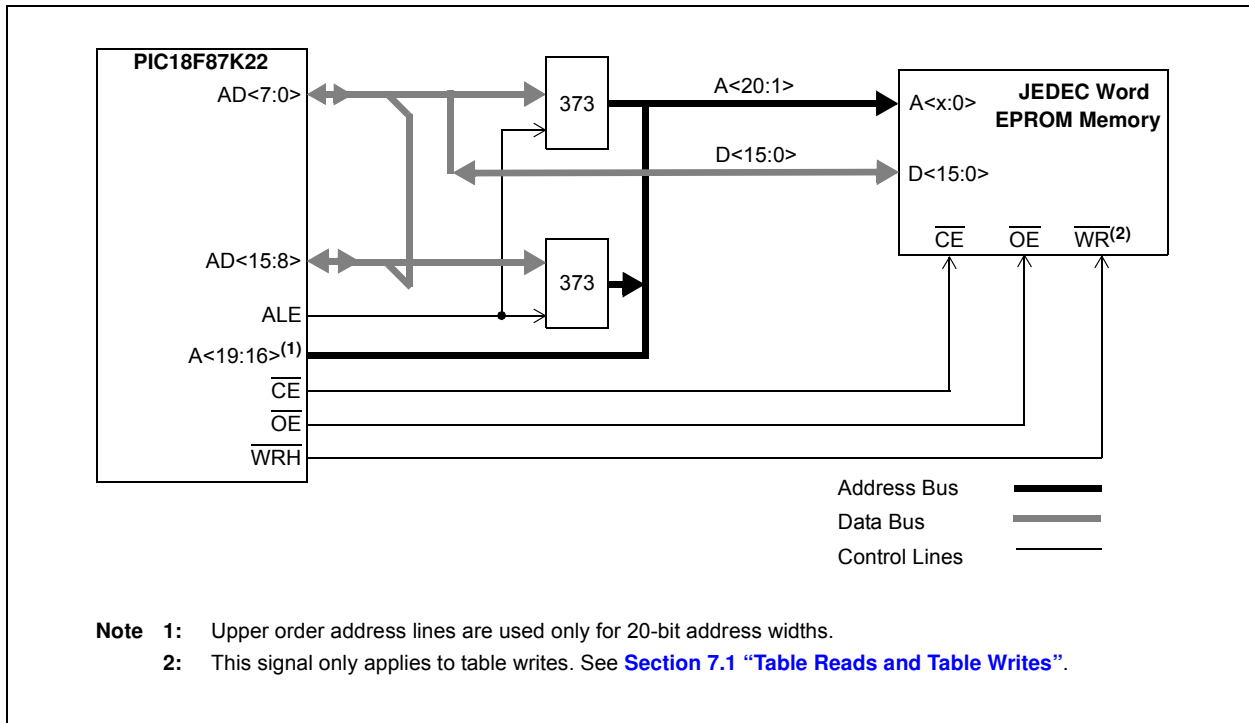 PIC18F87K22
AD<7:0>
373
A<20:1>
A<x:0>
JEDEC Word
EPROM Memory
D<15:0>
D<15:0>
CE
OE
WR(2)
AD<15:8>
373
ALE
A<19:16>(1)
CE
OE
WRH
Address Bus
Data Bus
Control Lines
Note 1: Upper order address lines are used only for 20-bit address widths.
2: This signal only applies to table writes. See Section 7.1 “Table Reads and Table Writes”.